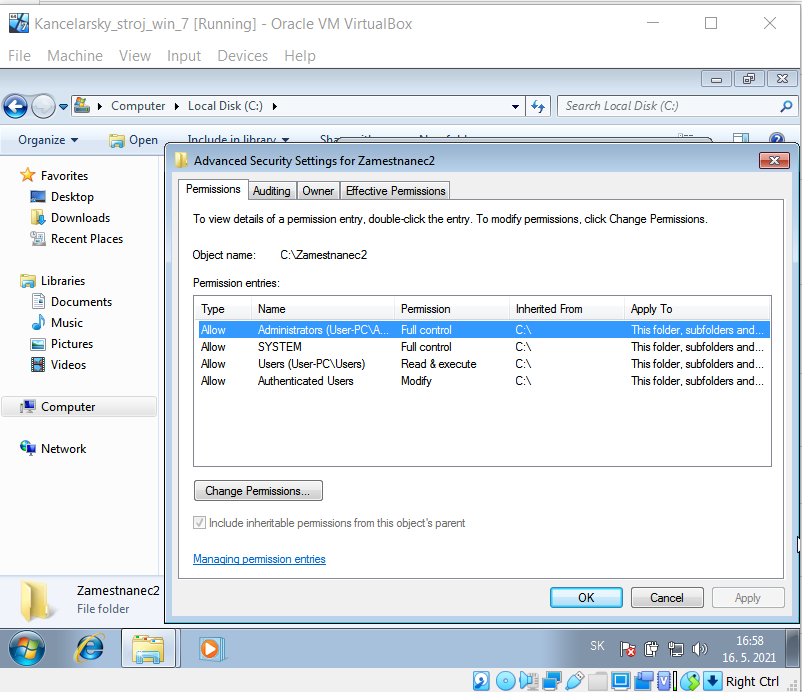 Kancelarsky_stroj_win_7 [Running] - Oracle VM VirtualBox
File Machine View Input Devices Help
Computer Local Disk (C:)
Search Local Disk (C:)
Organize Open Include in library
Advanced Security Settings for Zamestnanec2
Favorites
Desktop
Downloads
Recent Places
Libraries
Documents
Music
Pictures
Videos
Computer
Network
Permissions Auditing Owner Effective Permissions
To view details of a permission entry, double-click the entry. To modify permissions, click Change Permissions.
Object name: C:\Zamestnanec2
Permission entries:
Type Name Permission Inherited From Apply To
Allow Administrators (User-PC\A... Full control C:\ This folder, subfolders and...
Allow SYSTEM Full control C:\ This folder, subfolders and...
Allow Users (User-PC\Users) Read & execute C:\ This folder, subfolders and...
Allow Authenticated Users Modify C:\ This folder, subfolders and...
Change Permissions...
Include inheritable permissions from this object's parent
Managing permission entries
OK Cancel Apply
Zamestnanec2
File folder
SK
16:58
16. 5. 2021
Right Ctrl